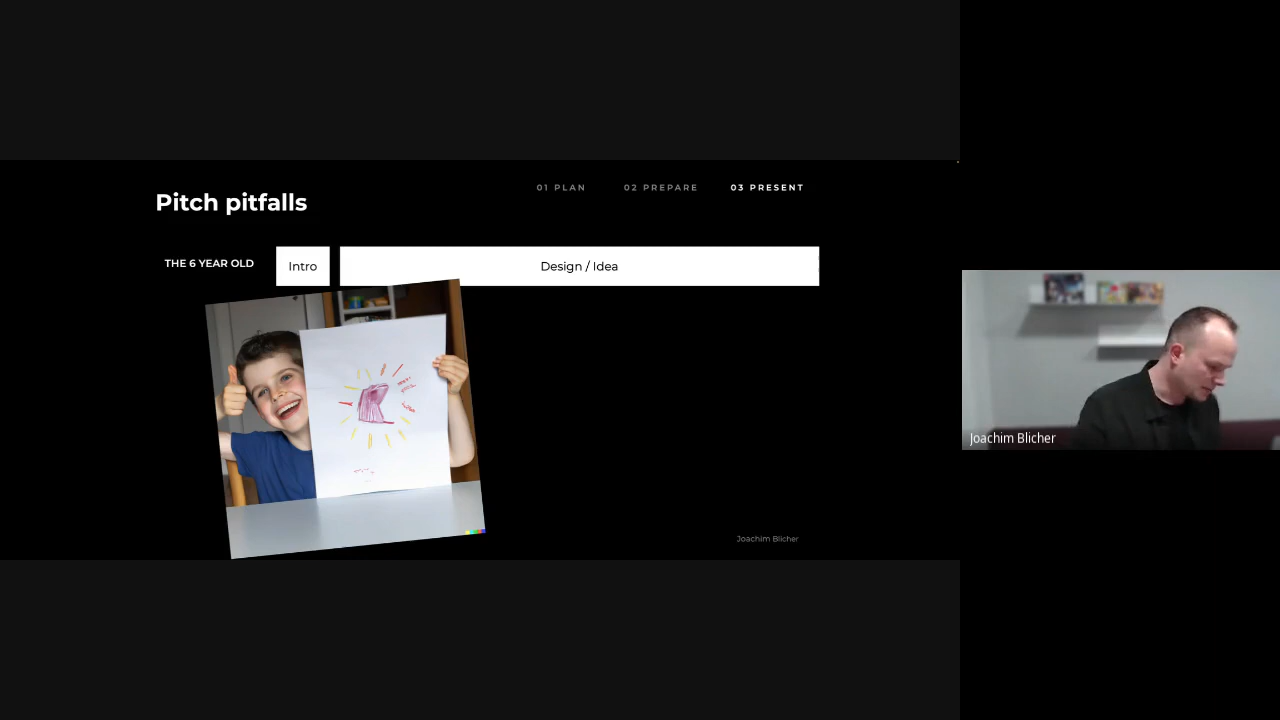 01 PLAN
02 PREPARE
03 PRESENT
Pitch pitfalls
THE 6 YEAR OLD
Intro
Design / Idea
Joachim Blicher
Joachim Blicher